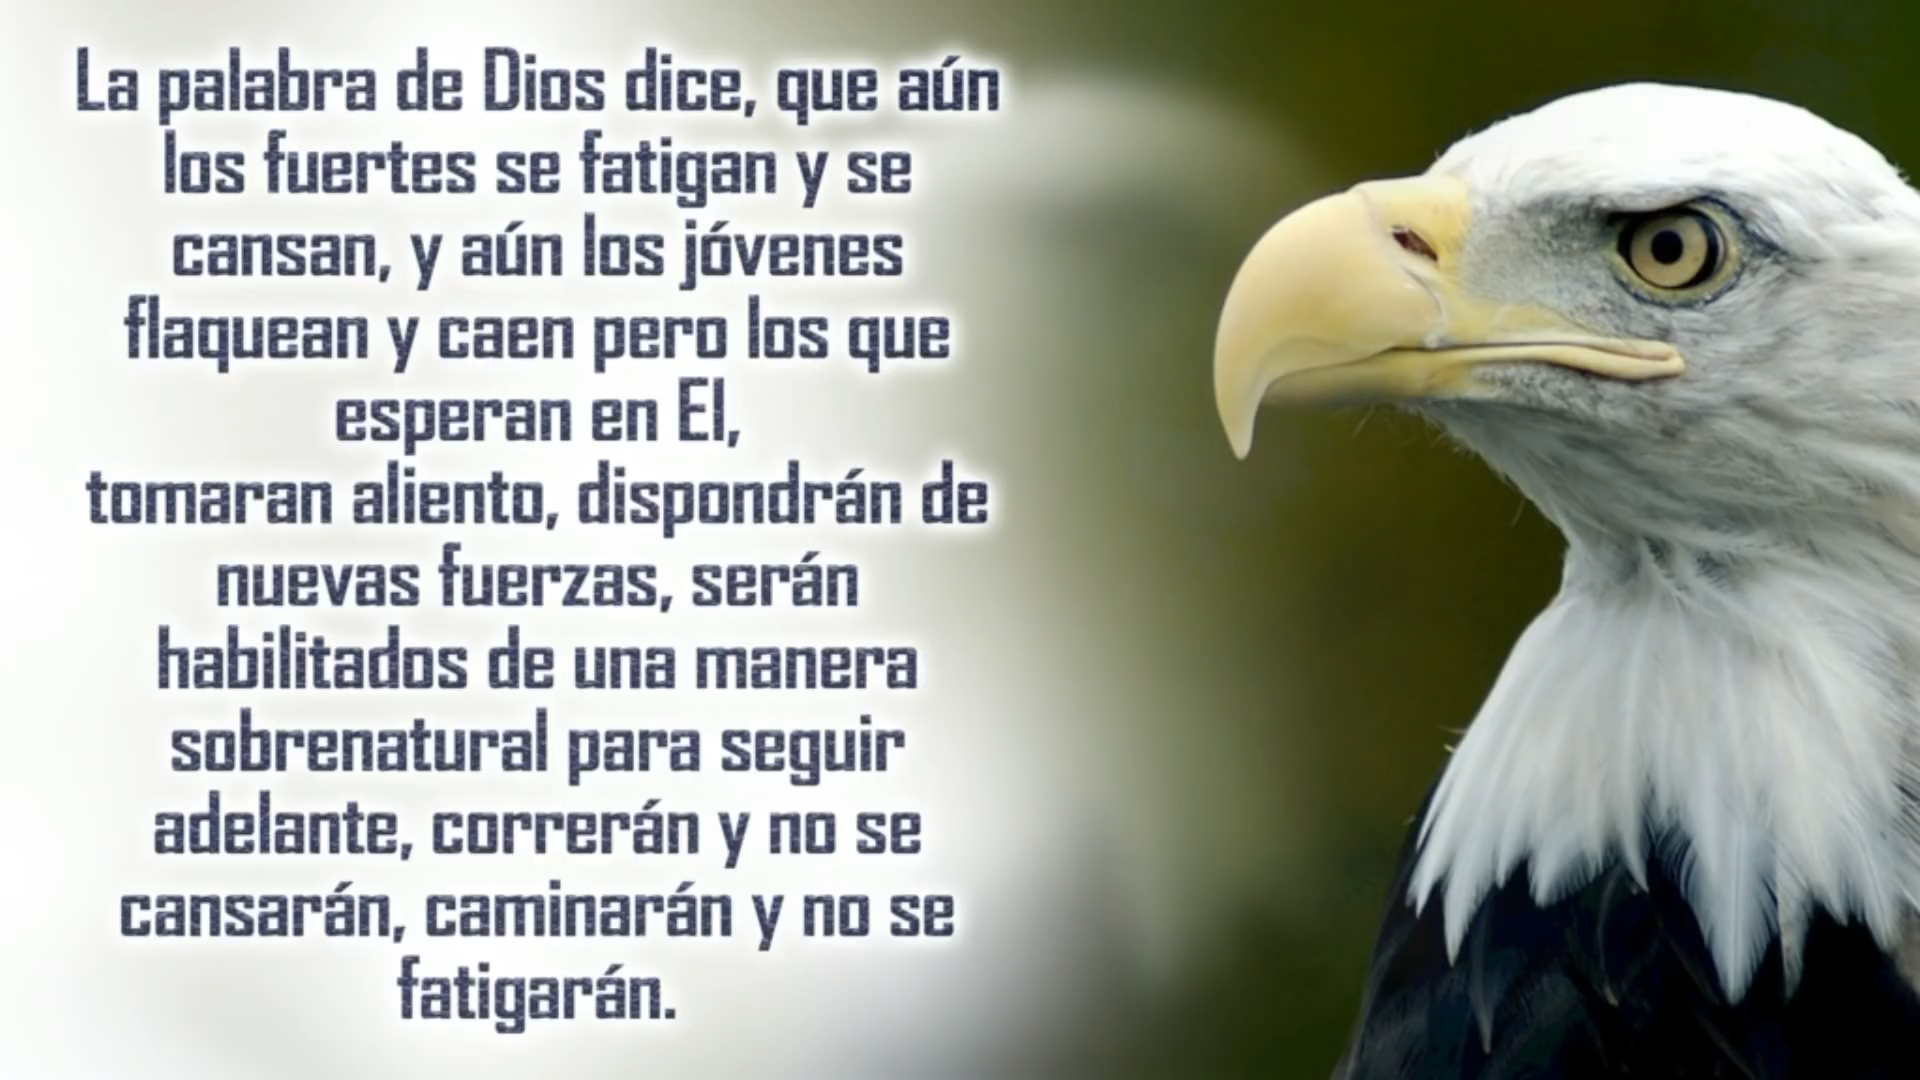 La palabra de Dios dice, que aún
los fuertes se fatigan y se
cansan, y aún los jóvenes
flaquean y caen pero los que
esperan en El,
tomaran aliento, dispondrán de
nuevas fuerzas, serán
habilitados de una manera
sobrenatural para seguir
adelante, correrán y no se
cansarán, caminarán y no se
fatigarán.